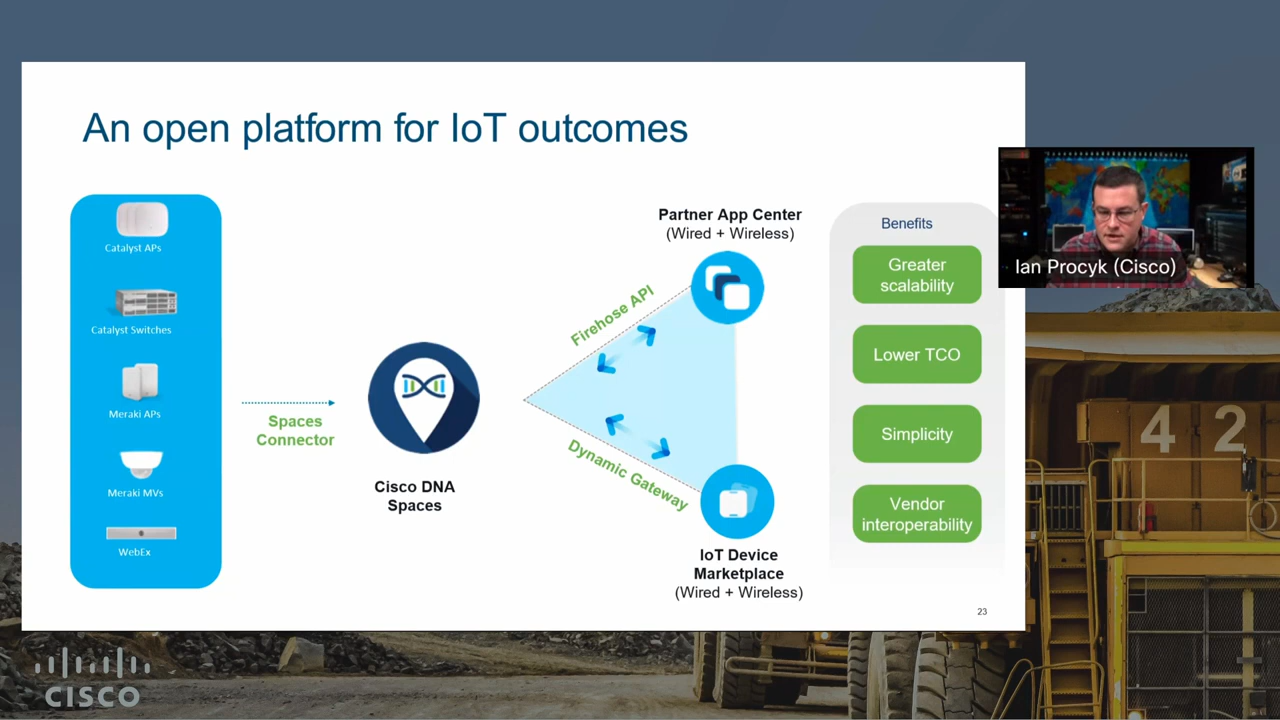 An open platform for IoT outcomes
Catalyst APs
Catalyst Switches
Meraki APs
Meraki MVs
WebEx
Spaces
Connector
Cisco DNA
Spaces
Firehose API
Dynamic Gateway
Partner App Center
(Wired + Wireless)
IoT Device
Marketplace
(Wired + Wireless)
Benefits
Greater
scalability
Lower TCO
Simplicity
Vendor
interoperability
23
Ian Procyk (Cisco)
42
CISCO